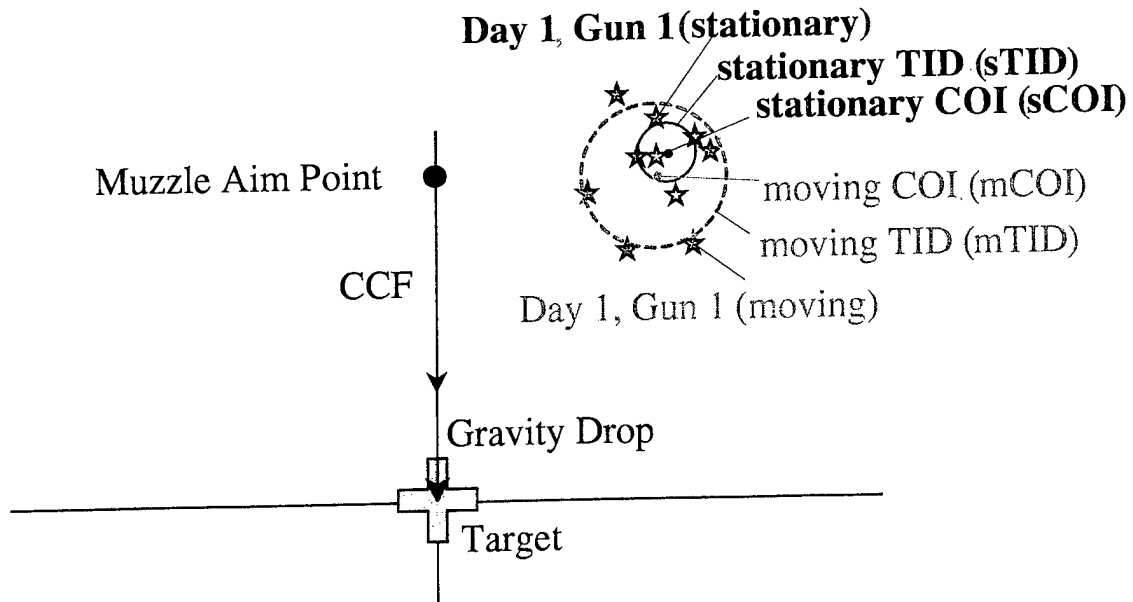 Day 1, Gun 1(stationary)
stationary TID (sTID)
stationary COI (sCOI)
Muzzle Aim Point
moving COI (mCOI)
moving TID (mTID)
CCF
Day 1, Gun 1 (moving)
Gravity Drop
Target